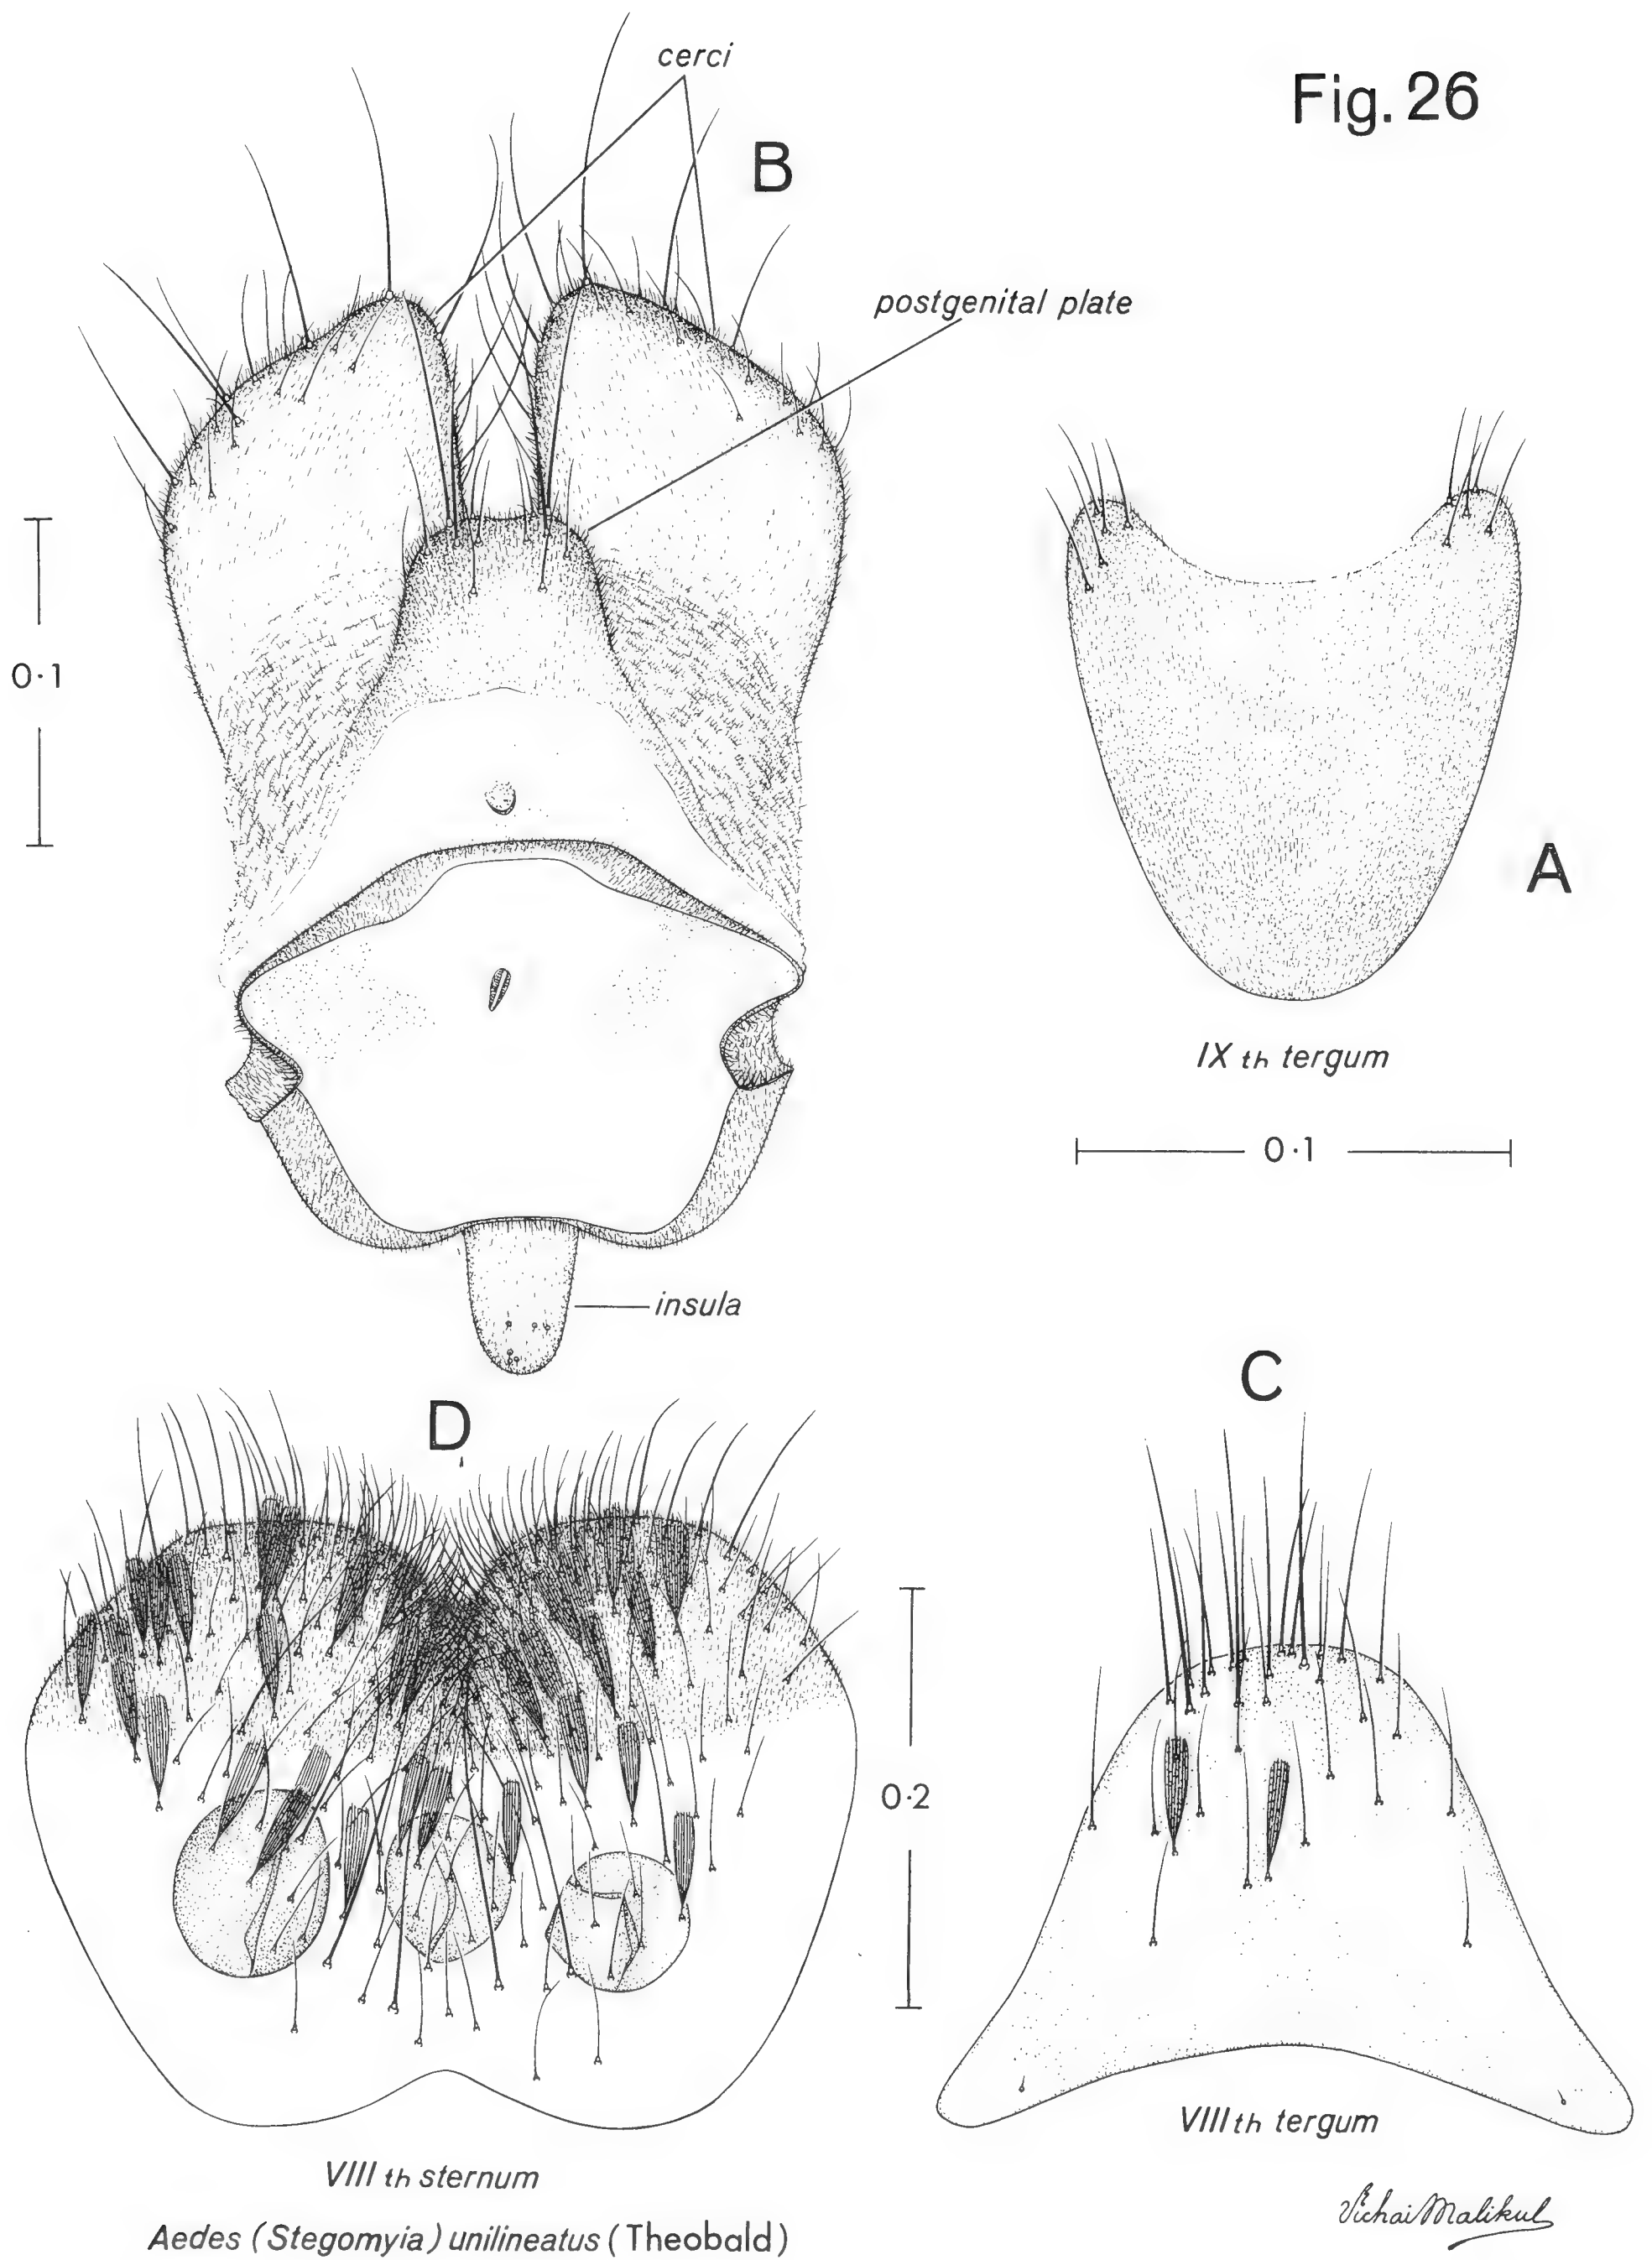 Fig. 26
cerci
B
postgenital plate
0·1
A
IX th tergum
0·1
insula
C
D
0·2
VIII th tergum
VIII th sternum
Vichai Malikul
Aedes (Stegomyia) unilineatus (Theobald)